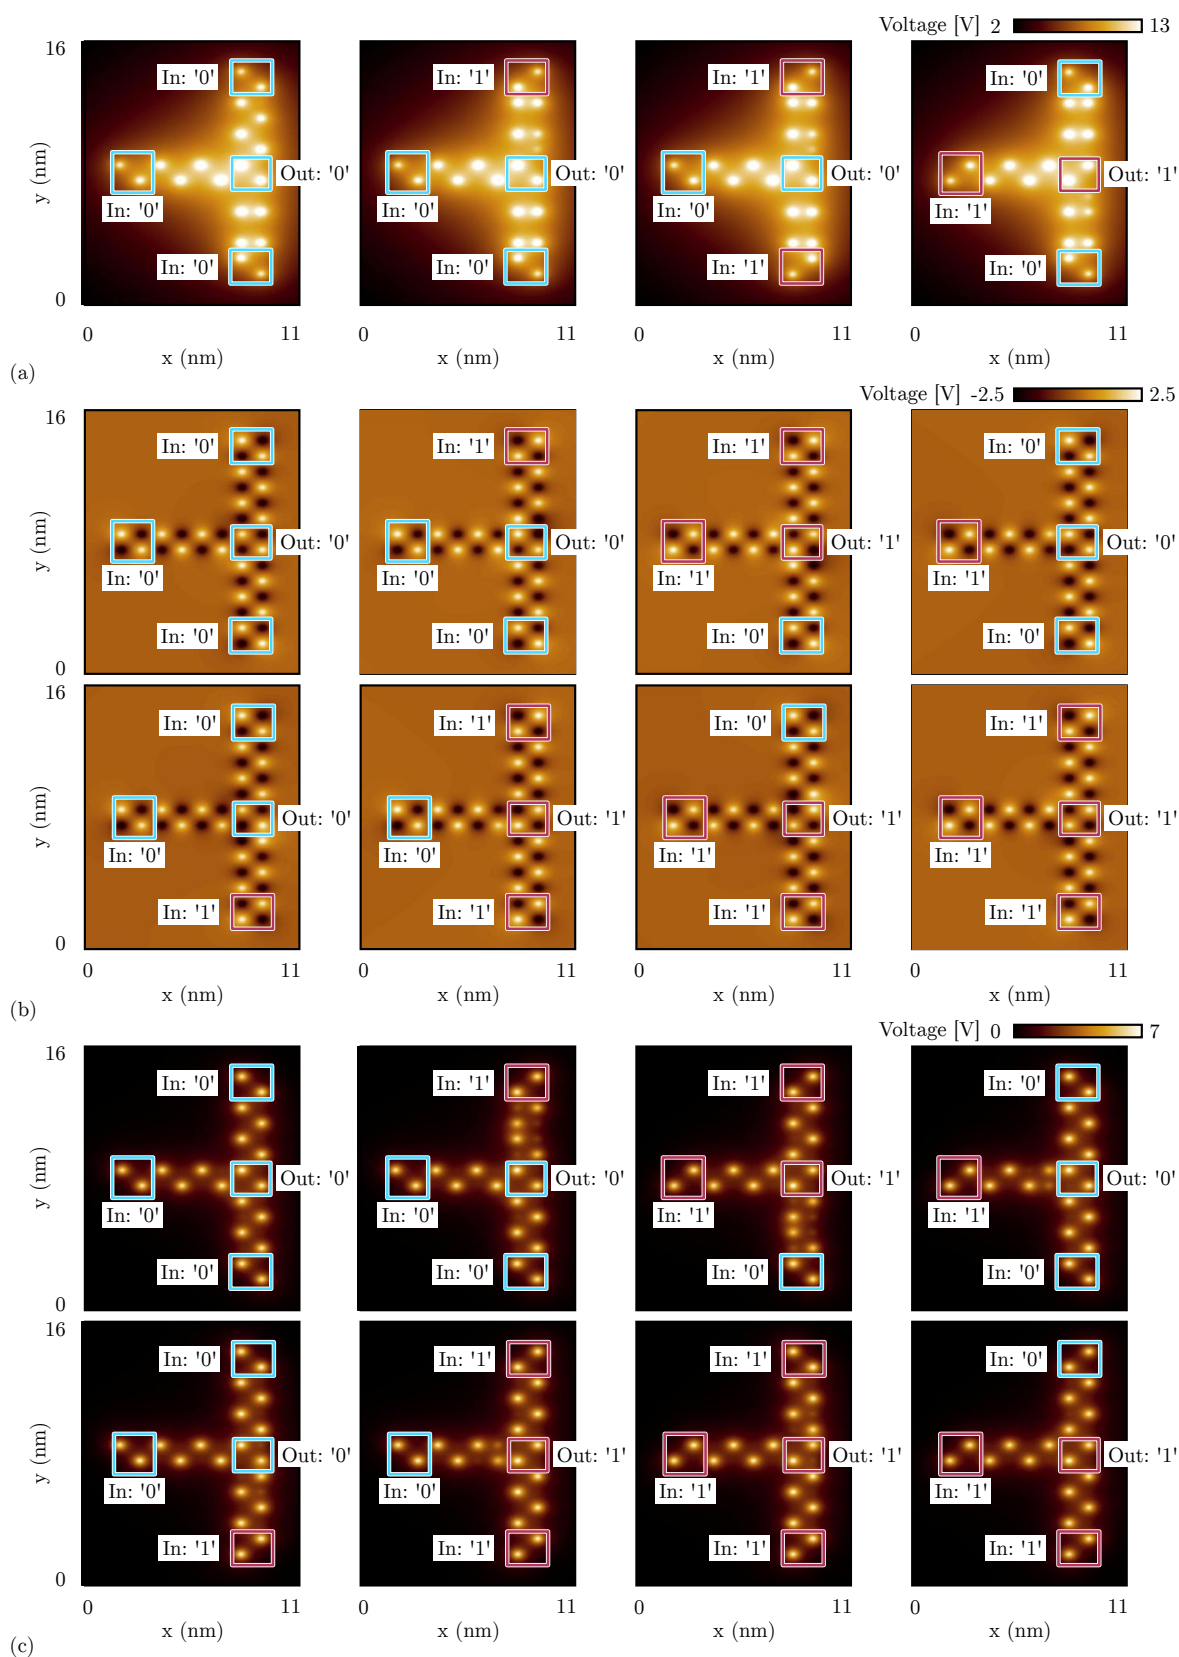 Voltage [V] 2 13
16
In: '0' In: '1' In: '1' In: '0'
Out: '0' Out: '0' Out: '0' Out: '1'
y (nm)
In: '0' In: '0' In: '0' In: '1'
In: '0' In: '0' In: '1' In: '0'
0
0 11 0 11 0 11 0 11
x (nm) x (nm) x (nm) x (nm)
(a)
Voltage [V] -2.5 2.5
16
In: '0' In: '1' In: '1' In: '0'
Out: '0' Out: '0' Out: '1' Out: '0'
y (nm)
In: '0' In: '0' In: '1' In: '1'
In: '0' In: '0' In: '0' In: '0'
0
16
In: '0' In: '1' In: '0' In: '1'
Out: '0' Out: '1' Out: '1' Out: '1'
y (nm)
In: '0' In: '0' In: '1' In: '1'
In: '1' In: '1' In: '1' In: '1'
0
0 11 0 11 0 11 0 11
x (nm) x (nm) x (nm) x (nm)
(b)
Voltage [V] 0 7
16
In: '0' In: '1' In: '1' In: '0'
Out: '0' Out: '0' Out: '1' Out: '0'
y (nm)
In: '0' In: '0' In: '1' In: '1'
In: '0' In: '0' In: '0' In: '0'
0
16
In: '0' In: '1' In: '1' In: '0'
Out: '0' Out: '1' Out: '1' Out: '1'
y (nm)
In: '0' In: '0' In: '1' In: '1'
In: '1' In: '1' In: '1' In: '1'
0
0 11 0 11 0 11 0 11
x (nm) x (nm) x (nm) x (nm)
(c)